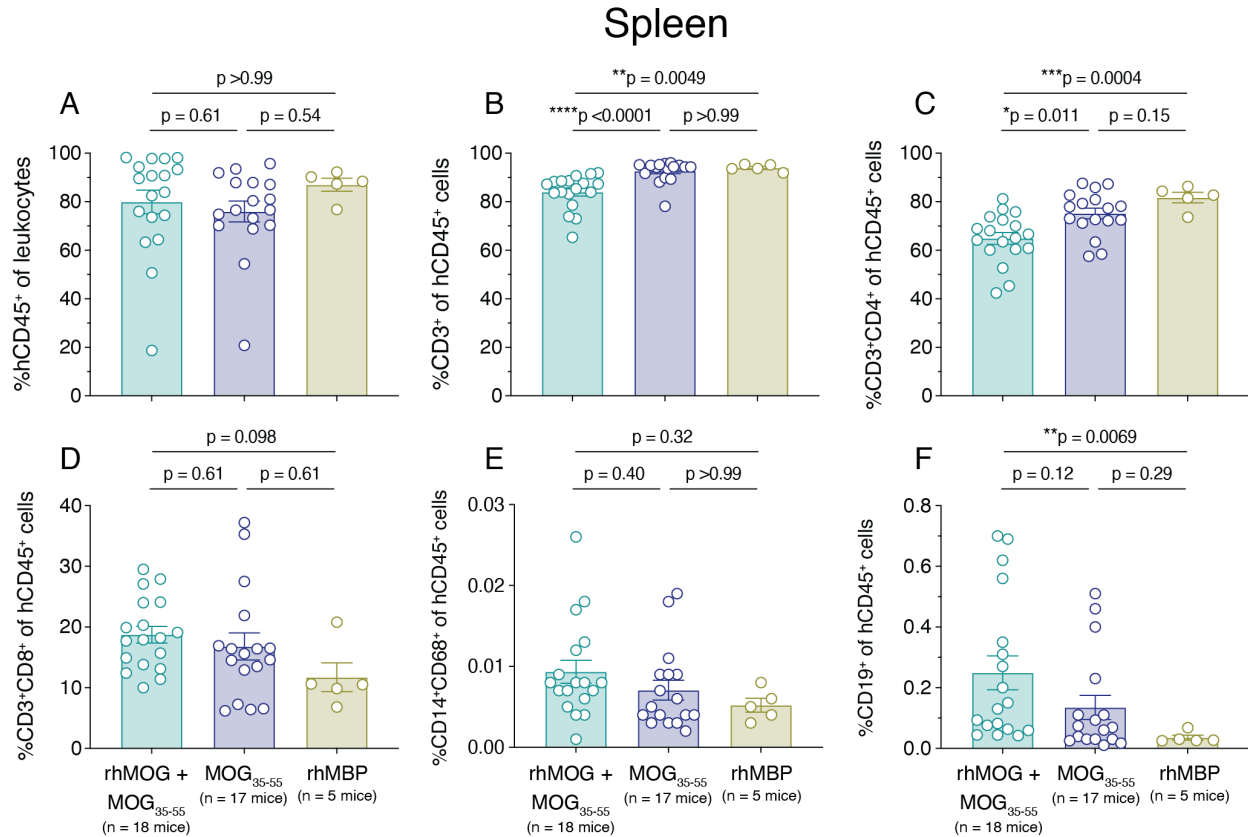 Spleen
A
p >0.99
p = 0.61 p = 0.54
%hCD45⁺ of leukocytes
100
80
60
40
20
0
B
**p = 0.0049
****p <0.0001 p >0.99
%CD3⁺ of hCD45⁺ cells
100
80
60
40
20
0
C
***p = 0.0004
*p = 0.011 p = 0.15
%CD3⁺CD4⁺ of hCD45⁺ cells
100
80
60
40
20
0
D
p = 0.098
p = 0.61 p = 0.61
%CD3⁺CD8⁺ of hCD45⁺ cells
40
30
20
10
0
rhMOG +
MOG₃₅₋₅₅
(n = 18 mice)
MOG₃₅₋₅₅
(n = 17 mice)
rhMBP
(n = 5 mice)
E
p = 0.32
p = 0.40 p >0.99
%CD14⁺CD68⁺ of hCD45⁺ cells
0.03
0.02
0.01
0.00
rhMOG +
MOG₃₅₋₅₅
(n = 18 mice)
MOG₃₅₋₅₅
(n = 17 mice)
rhMBP
(n = 5 mice)
F
**p = 0.0069
p = 0.12 p = 0.29
%CD19⁺ of hCD45⁺ cells
0.8
0.6
0.4
0.2
0.0
rhMOG +
MOG₃₅₋₅₅
(n = 18 mice)
MOG₃₅₋₅₅
(n = 17 mice)
rhMBP
(n = 5 mice)